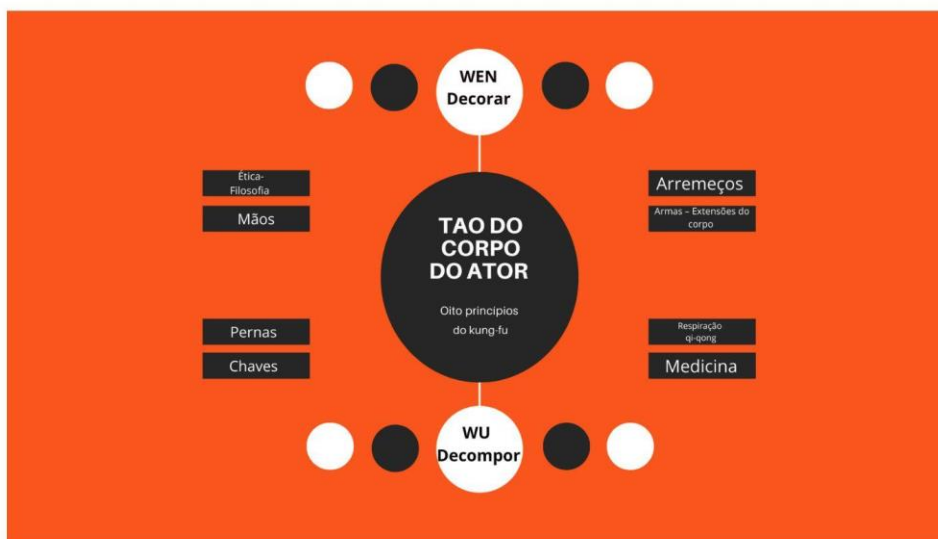 WEN
Decorar
Ética-
Filosofia
Mãos
Arremeços
Armas – Extensões do
corpo
TAO DO
CORPO
DO ATOR
Oito princípios
do kung-fu
Pernas
Chaves
Respiração
qi-qong
Medicina
WU
Decompor